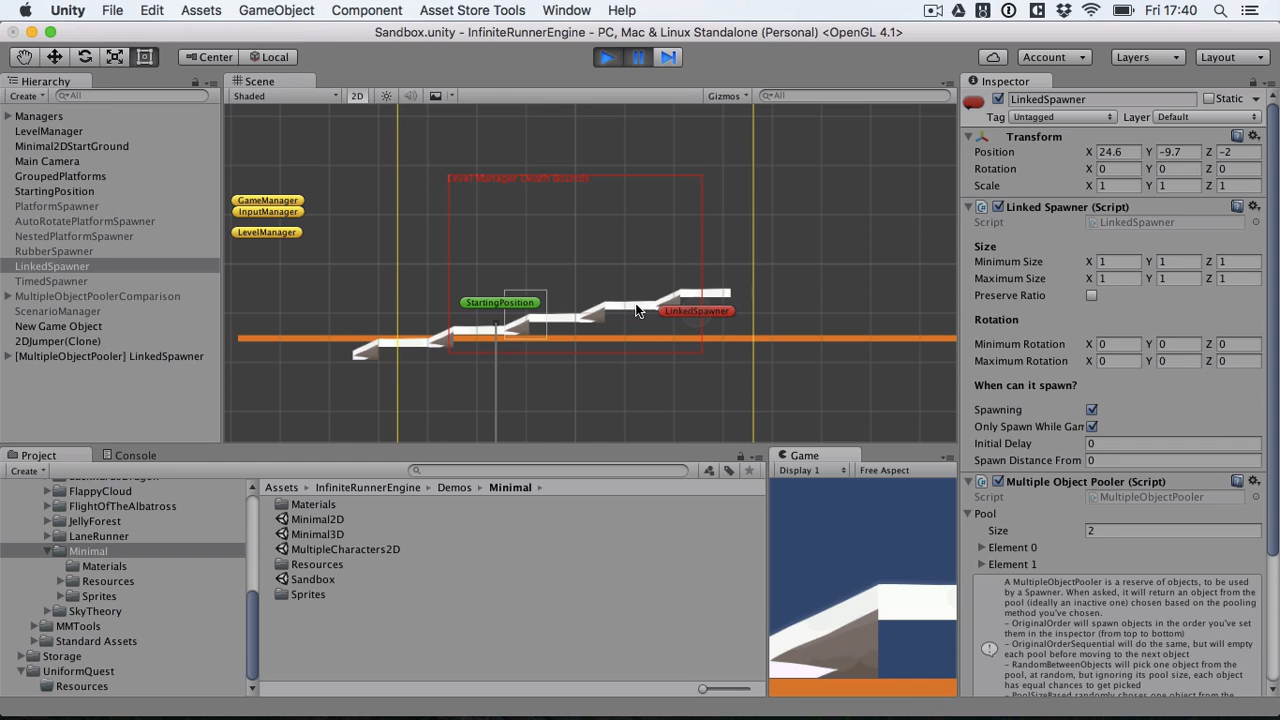 Unity File Edit Assets GameObject Component Asset Store Tools Window Help Fri 17:40
Sandbox.unity - InfiniteRunnerEngine - PC, Mac & Linux Standalone (Personal) <OpenGL 4.1>
Center Local Account Layers Layout
Hierarchy
Create All
Managers
LevelManager
Minimal2DStartGround
Main Camera
GroupedPlatforms
StartingPosition
PlatformSpawner
AutoRotatePlatformSpawner
NestedPlatformSpawner
RubberSpawner
LinkedSpawner
TimedSpawner
MultipleObjectPoolerComparison
ScenarioManager
New Game Object
2DJumper(Clone)
[MultipleObjectPooler] LinkedSpawner
Scene
Shaded 2D Gizmos All
Level Manager Death Bounds
GameManager
InputManager
LevelManager
StartingPosition
LinkedSpawner
Inspector
LinkedSpawner Static
Tag Untagged Layer Default
Transform
Position X 24.6 Y -9.7 Z -2
Rotation X 0 Y 0 Z 0
Scale X 1 Y 1 Z 1
Linked Spawner (Script)
Script LinkedSpawner
Size
Minimum Size X 1 Y 1 Z 1
Maximum Size X 1 Y 1 Z 1
Preserve Ratio
Rotation
Minimum Rotation X 0 Y 0 Z 0
Maximum Rotation X 0 Y 0 Z 0
When can it spawn?
Spawning
Only Spawn While Gam
Initial Delay 0
Spawn Distance From 0
Multiple Object Pooler (Script)
Script MultipleObjectPooler
Pool
Size 2
Element 0
Element 1
A MultipleObjectPooler is a reserve of objects, to be used
by a Spawner. When asked, it will return an object from the
pool (ideally an inactive one) chosen based on the pooling
method you've chosen.
- OriginalOrder will spawn objects in the order you've set
them in the inspector (from top to bottom)
- OriginalOrderSequential will do the same, but will empty
each pool before moving to the next object
- RandomBetweenObjects will pick one object from the
pool, at random, but ignoring its pool size, each object
has equal chances to get picked
Project Console
Create
FlappyCloud
FlightOfTheAlbatross
JellyForest
LaneRunner
Minimal
Materials
Resources
Sprites
SkyTheory
MMTools
Standard Assets
Storage
UniformQuest
Resources
Assets InfiniteRunnerEngine Demos Minimal
Materials
Minimal2D
Minimal3D
MultipleCharacters2D
Resources
Sandbox
Sprites
Game
Display 1 Free Aspect